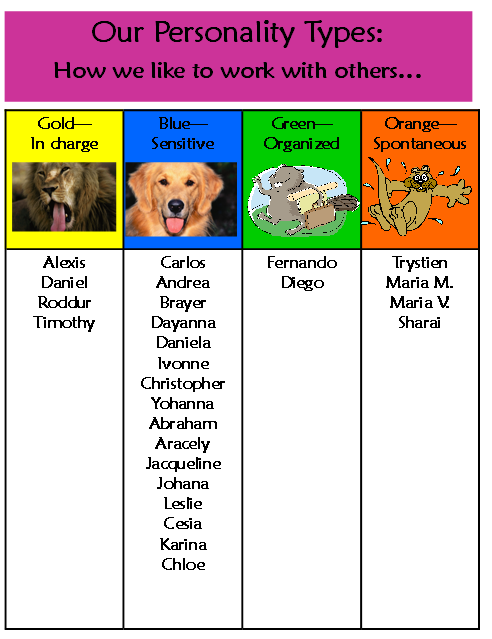 Our Personality Types:
How we like to work with others...
Gold—
In charge
Blue—
Sensitive
Green—
Organized
Orange—
Spontaneous
Alexis
Daniel
Roddur
Timothy
Carlos
Andrea
Brayer
Dayanna
Daniela
Ivonne
Christopher
Yohanna
Abraham
Aracely
Jacqueline
Johana
Leslie
Cesia
Karina
Chloe
Fernando
Diego
Trystien
Maria M.
Maria V.
Sharai